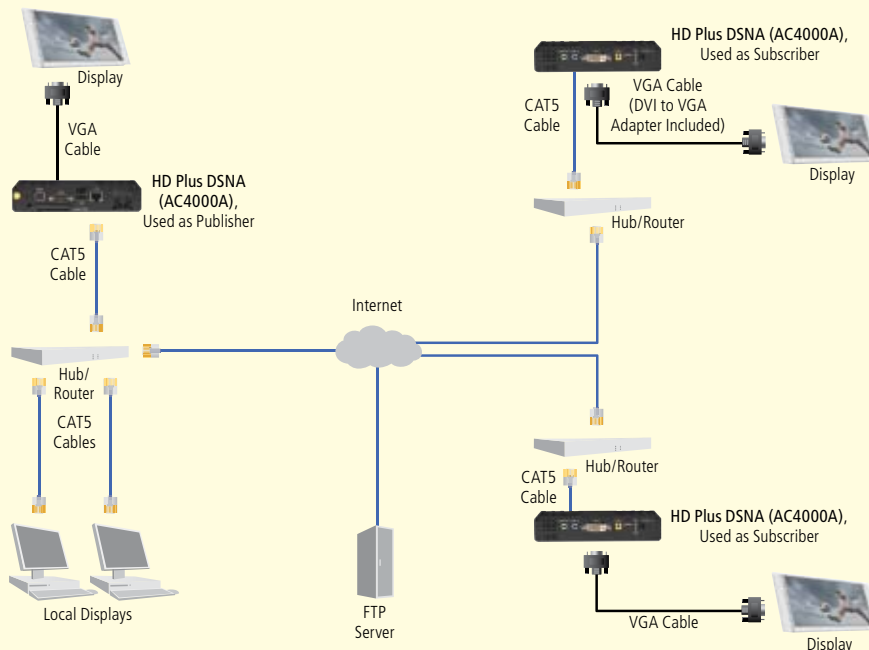 Display
VGA
Cable
HD Plus DSNA
(AC4000A),
Used as Publisher
CAT5
Cable
Hub/
Router
CAT5
Cables
Local Displays
Internet
FTP
Server
HD Plus DSNA (AC4000A),
Used as Subscriber
CAT5
Cable
VGA Cable
(DVI to VGA
Adapter Included)
Display
Hub/Router
Hub/Router
CAT5
Cable
HD Plus DSNA (AC4000A),
Used as Subscriber
VGA Cable
Display